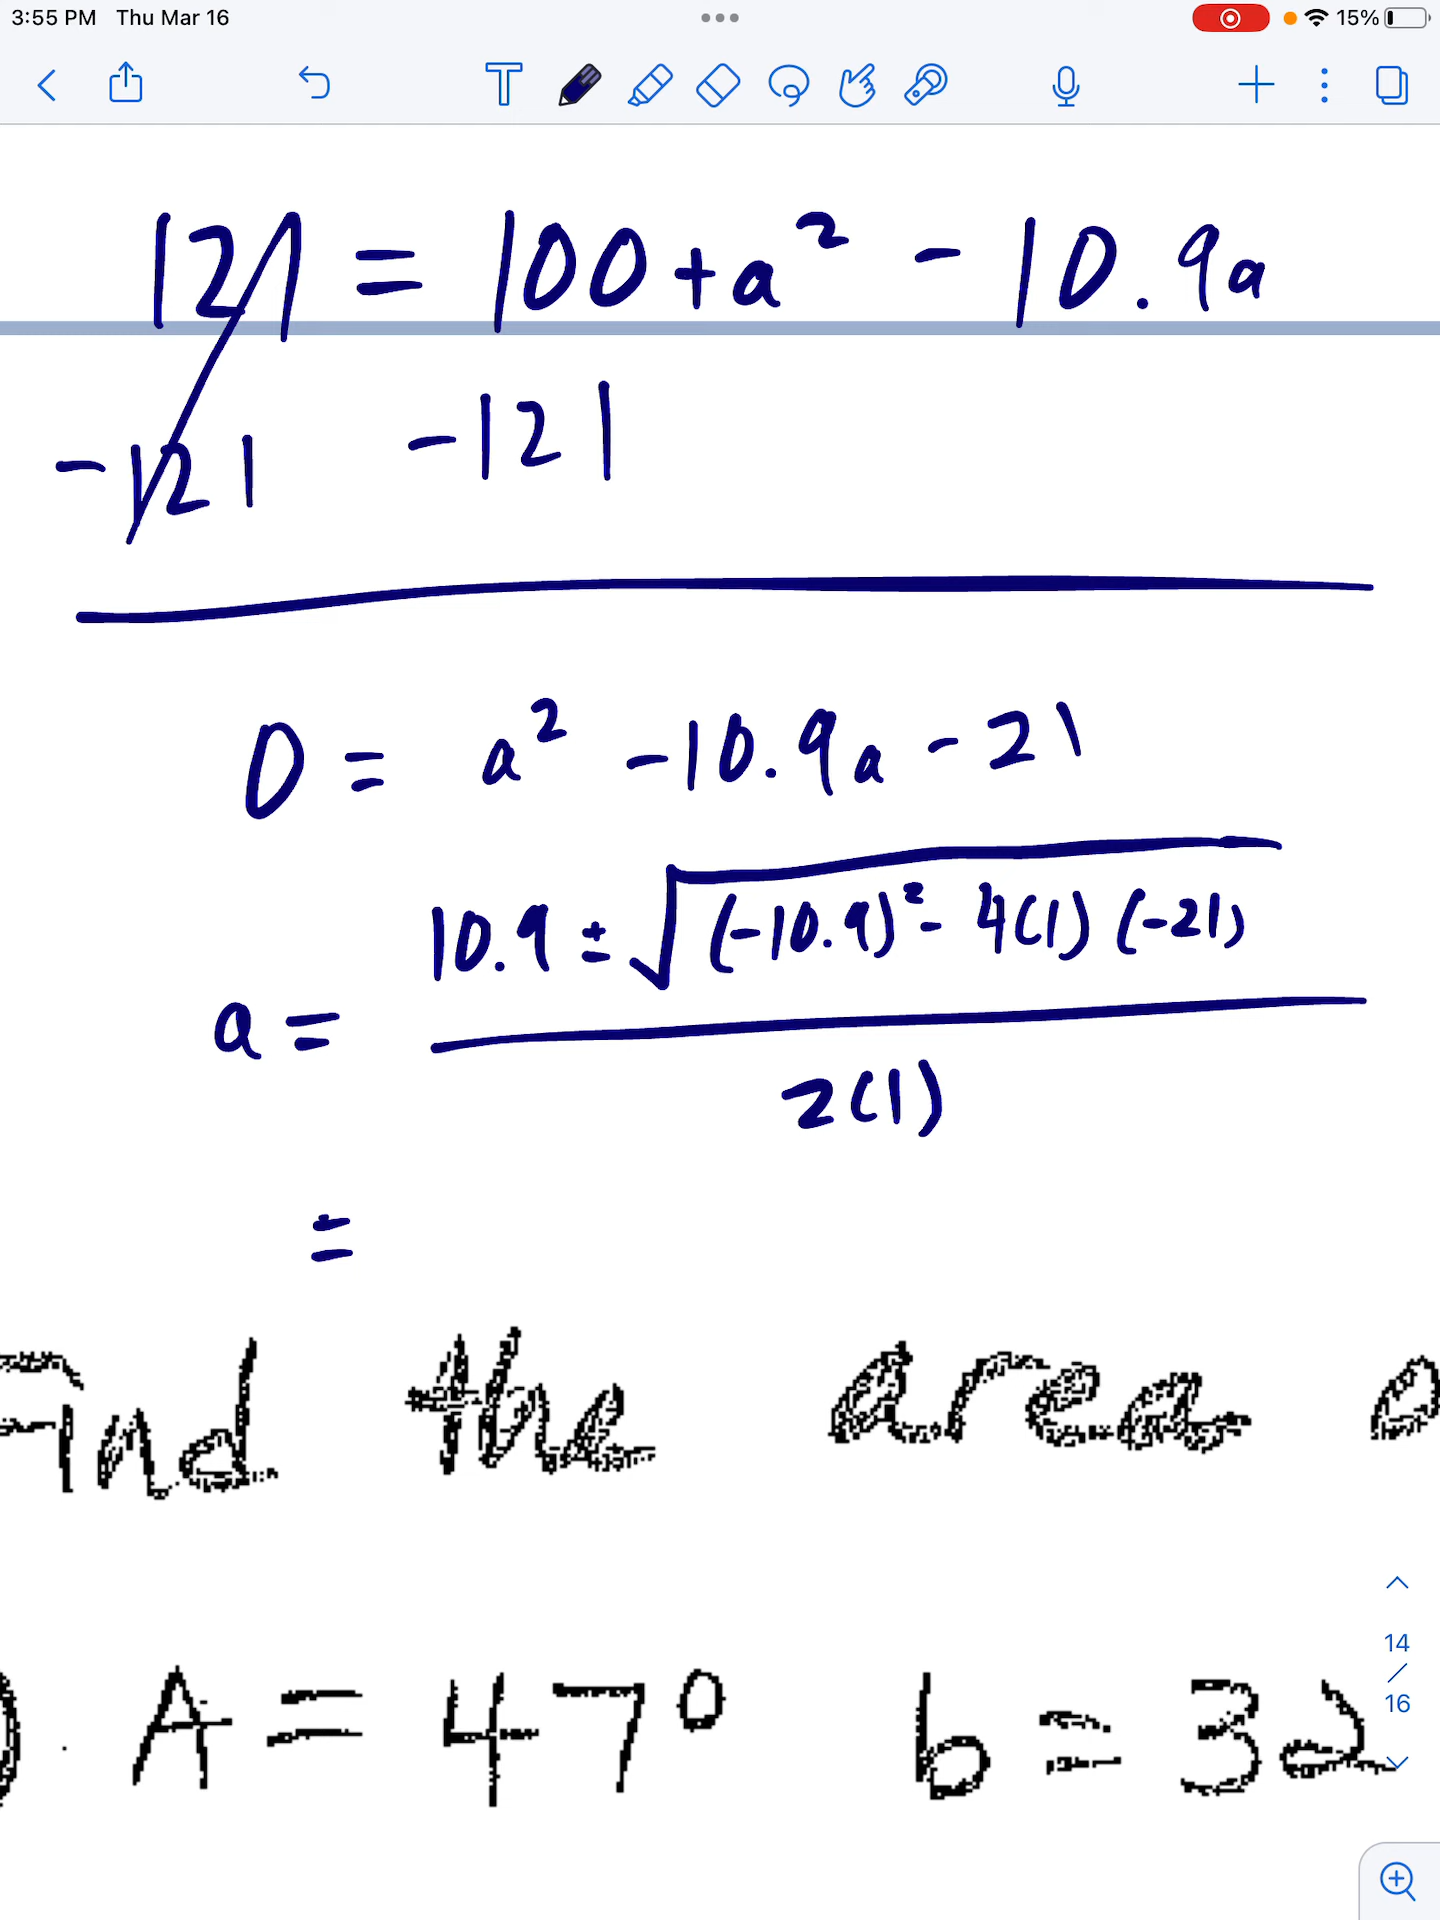 3:55 PM Thu Mar 16
15%
121 = 100 + a² - 10.9a
-121 -121
0 = a² - 10.9a - 21
a = (10.9 ± √((-10.9)² - 4(1)(-21))) / 2(1)
=
Find the area
14
/
16
A = 47° b = 32